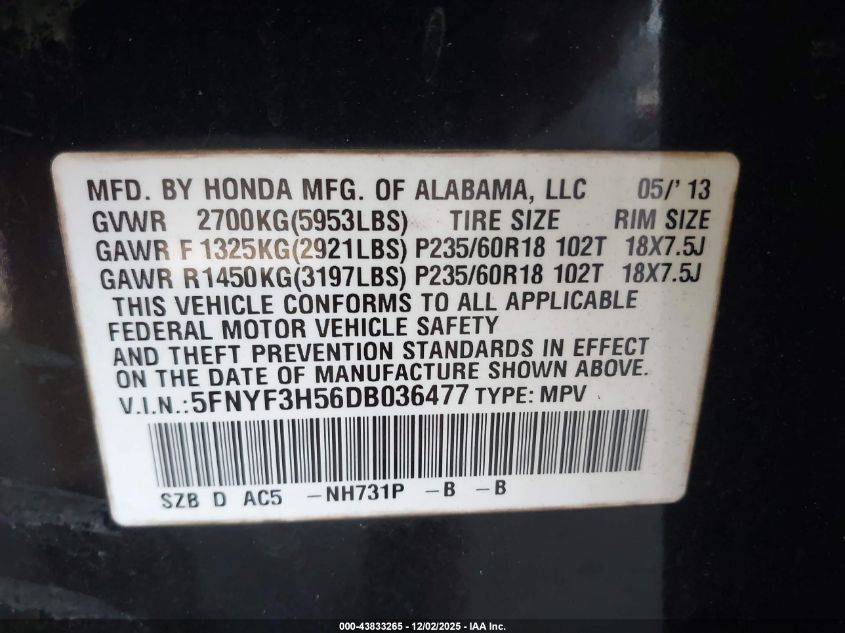 MFD. BY HONDA MFG. OF ALABAMA, LLC 05/' 13
GVWR 2700KG(5953LBS) TIRE SIZE RIM SIZE
GAWR F 1325KG(2921LBS) P235/60R18 102T 18X7.5J
GAWR R1450KG(3197LBS) P235/60R18 102T 18X7.5J
THIS VEHICLE CONFORMS TO ALL APPLICABLE
FEDERAL MOTOR VEHICLE SAFETY
AND THEFT PREVENTION STANDARDS IN EFFECT
ON THE DATE OF MANUFACTURE SHOWN ABOVE.
V.I.N.:5FNYF3H56DB036477 TYPE: MPV
SZB D AC5 -NH731P -B -B
000-43833265 - 12/02/2025 - IAA Inc.